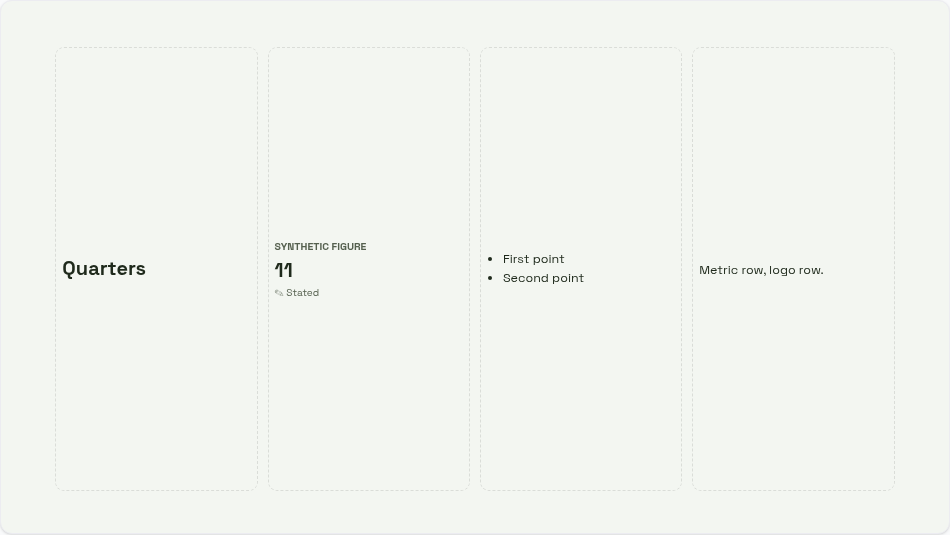 Quarters
SYNTHETIC FIGURE
11
✎ Stated
• First point
• Second point
Metric row, logo row.